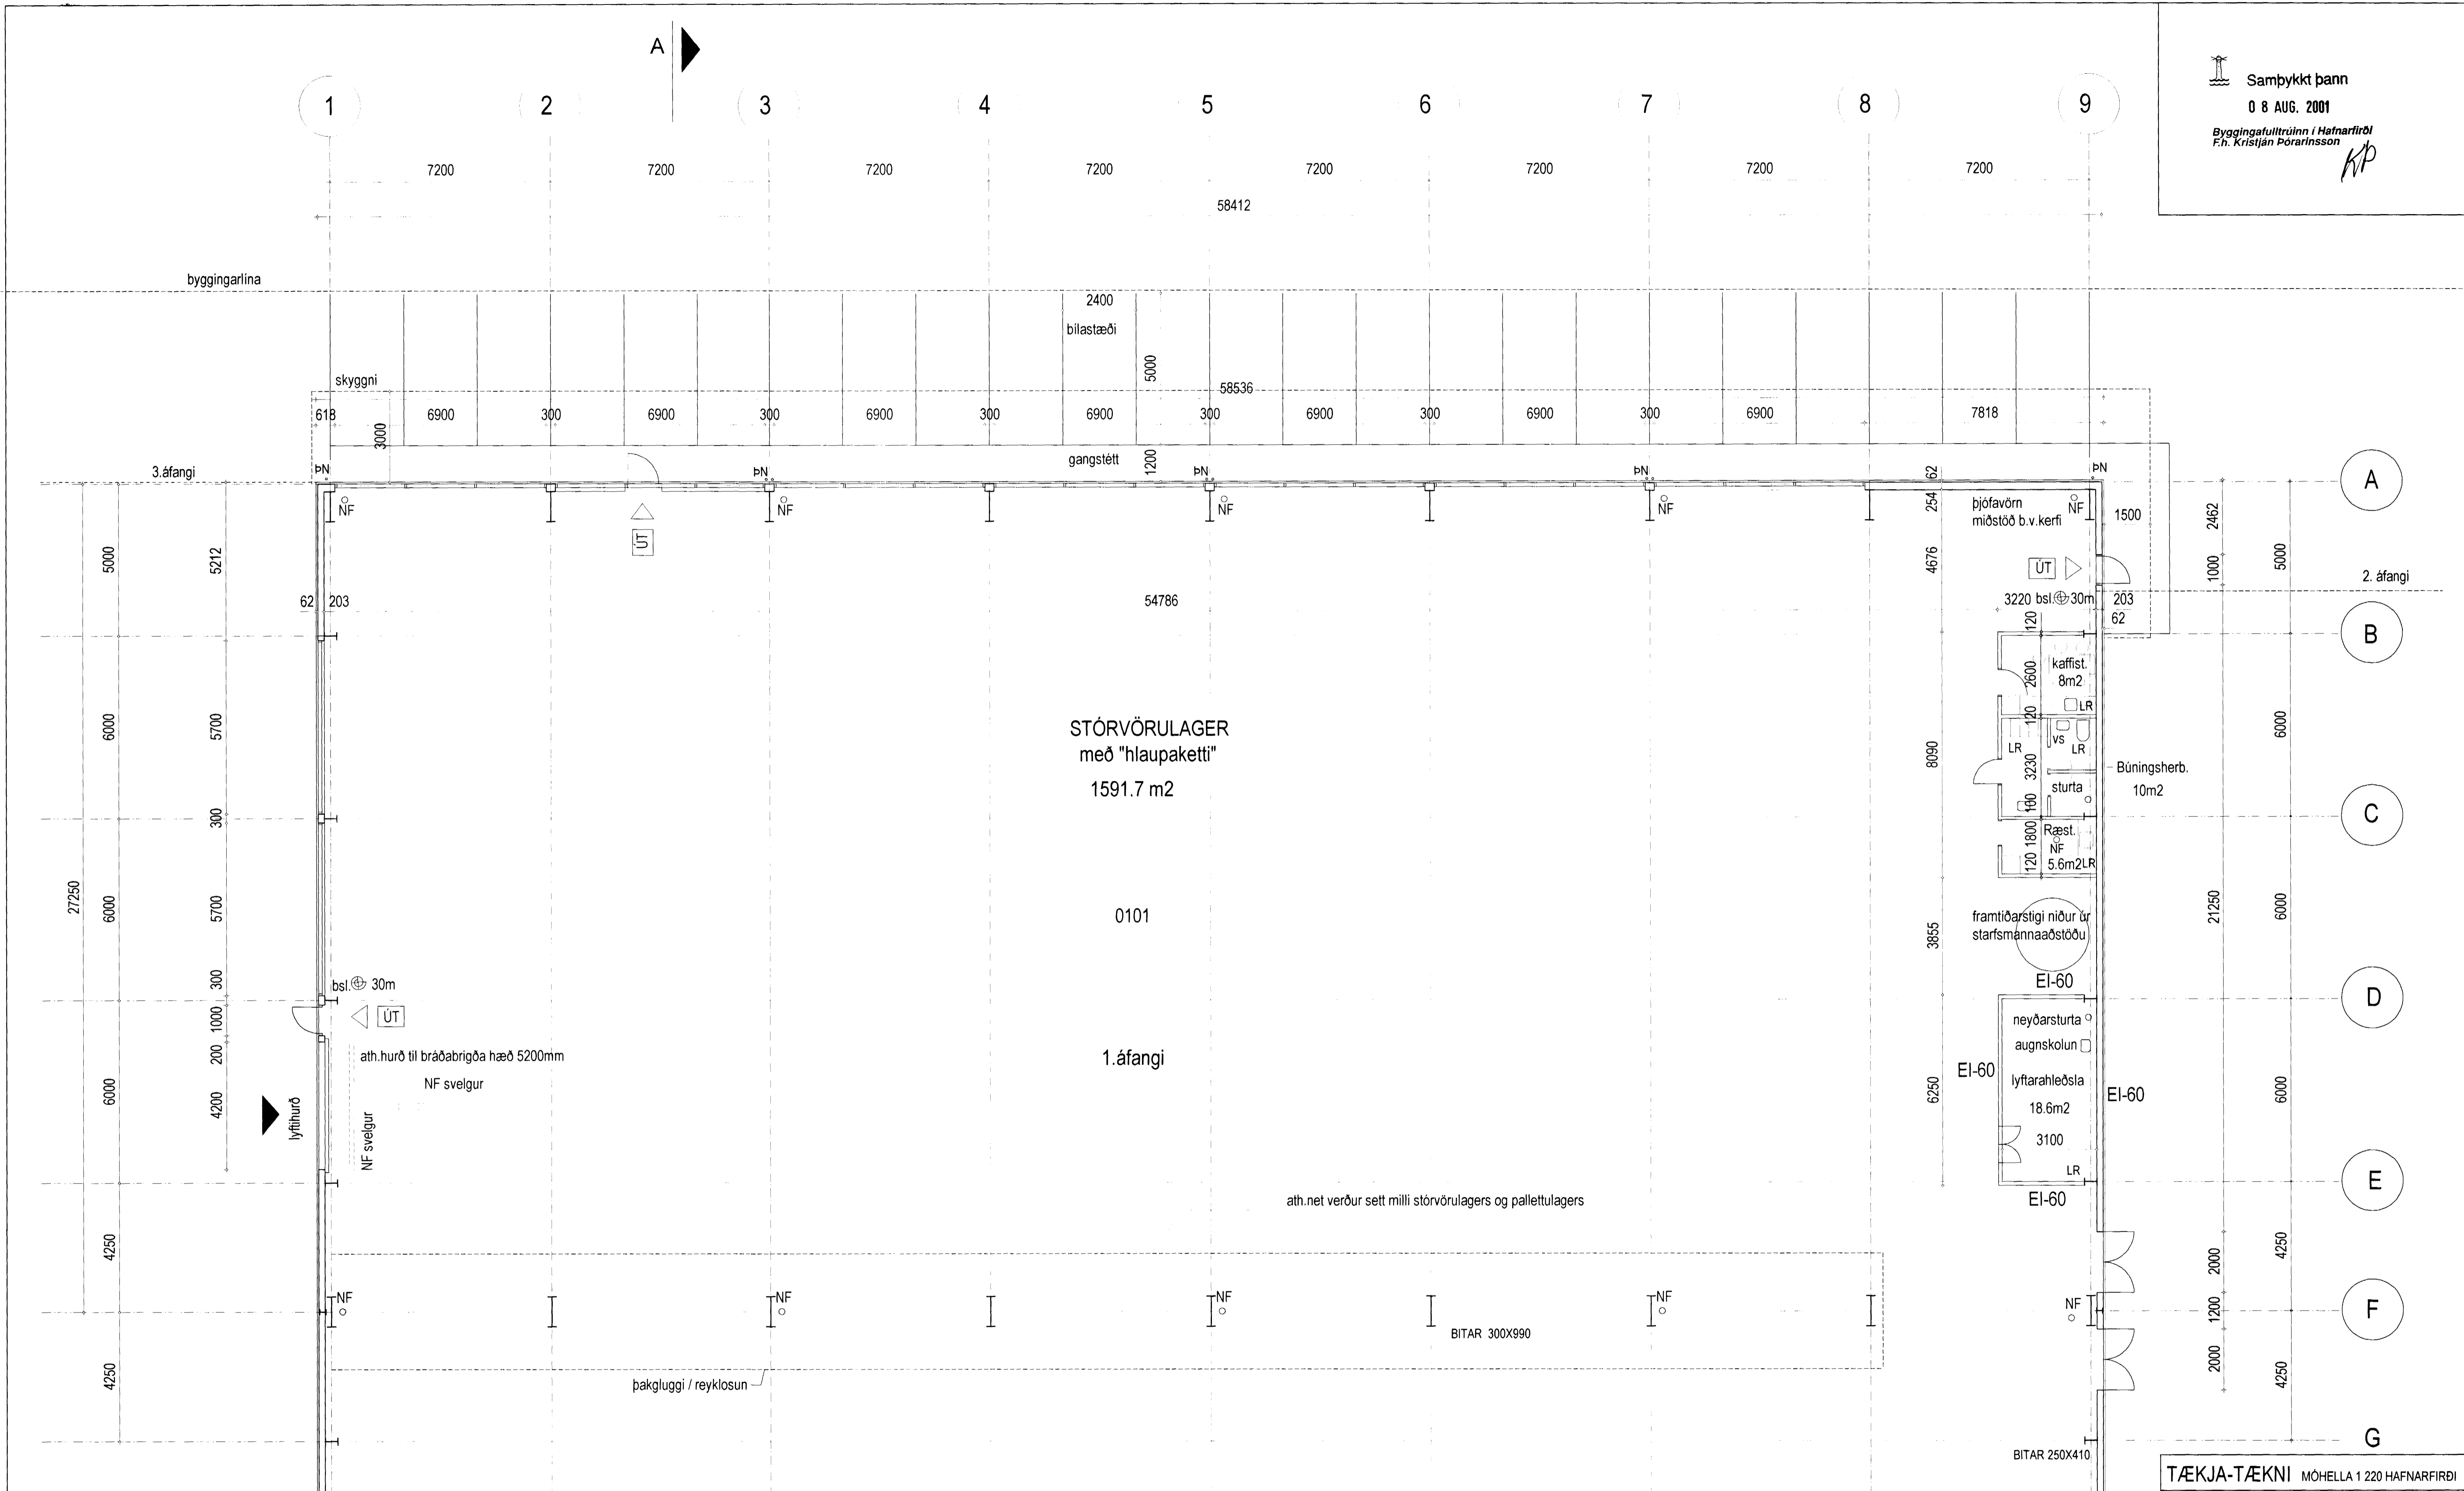 A
Samþykkt þann
0 8 AUG. 2001
Byggingafulltrúinn í Hafnarfirði
F.h. Kristján Þórarinsson
KÞ
1 2 3 4 5 6 7 8 9
7200 7200 7200 7200 7200 7200 7200 7200
58412
byggingarlína
2400
bílastæði
5000
skyggni
58536
618 6900 300 6900 300 6900 300 6900 300 6900 300 6900 300 6900 7818
3000
gangstétt
1200
3.áfangi
ÞN ÞN ÞN ÞN ÞN
62
A
NF NF NF NF NF
254
þjófavörn
miðstöð b.v.kerfi
1500
2462
ÚT
5000
5212
4676
ÚT
1000
5000
2. áfangi
62 203
54786
3220 bsl. 30m 203
62
120
B
STÓRVÖRULAGER
með "hlaupaketti"
1591.7 m2
2600
kaffist.
8m2
LR
120
6000
5700
8090
LR
vs
LR
3230
6000
Búningsherb.
10m2
sturta
100
300
C
1800
Ræst.
NF
5.6m2 LR
120
27250
6000
5700
0101
3855
framtíðarstigi niður úr
starfsmannaaðstöðu
21250
6000
EI-60
bsl. 30m
300
D
1000
ÚT
neyðarsturta
augnskolun
200
ath.hurð til bráðabrigða hæð 5200mm
NF svelgur
1.áfangi
EI-60
lyftarahleðsla
18.6m2
EI-60
6000
4200
lyftihurð
NF svelgur
6250
3100
6000
LR
E
EI-60
ath.net verður sett milli stórvörulagers og pallettulagers
4250
2000
4250
NF NF NF NF NF
1200
F
BITAR 300X990
4250
þakgluggi / reyklosun
2000
4250
G
BITAR 250X410
TÆKJA-TÆKNI MÓHELLA 1 220 HAFNARFIRÐI